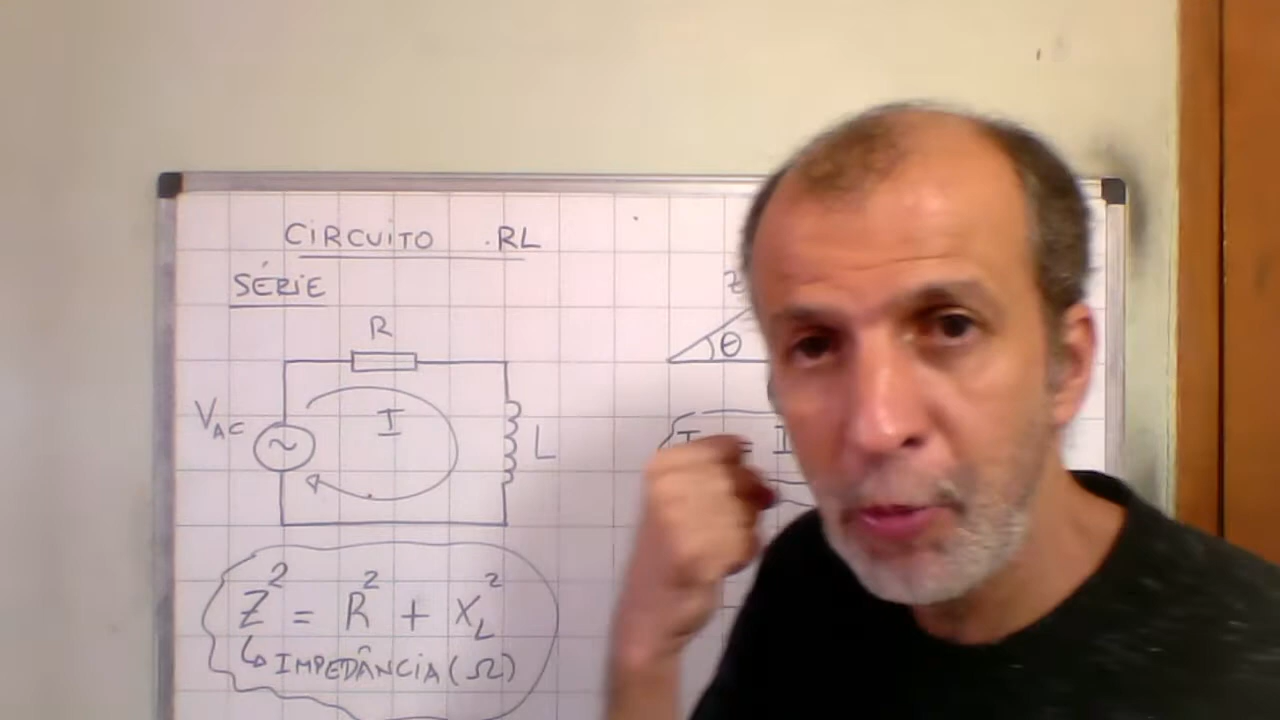 CIRCUITO RL
SÉRIE
R
I
VAC
L
Z² = R² + XL²
IMPEDÂNCIA (Ω)
Z
θ
I = I